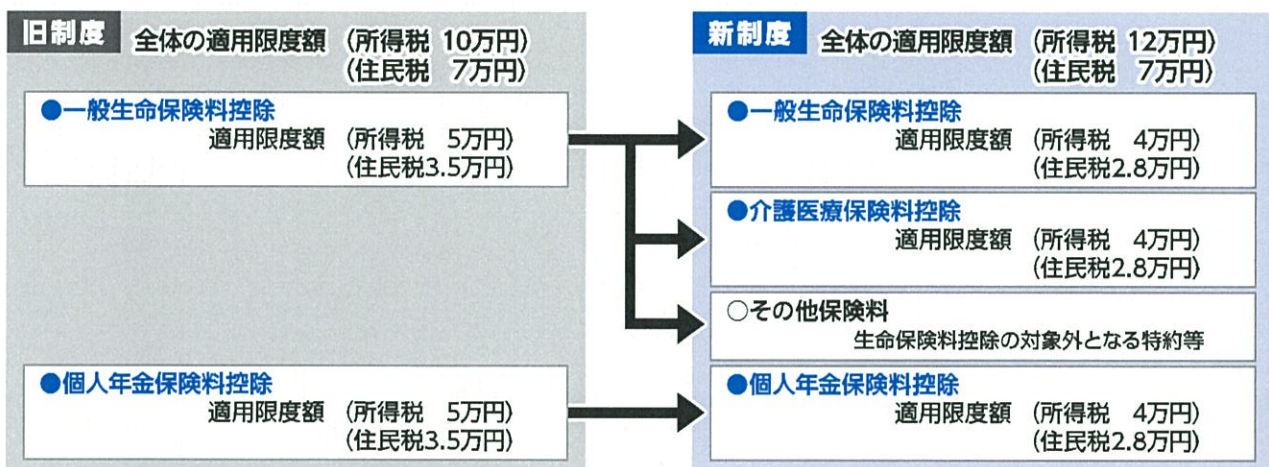 旧制度 全体の適用限度額 (所得税 10万円)
(住民税 7万円)
●一般生命保険料控除
適用限度額 (所得税 5万円)
(住民税3.5万円)
●個人年金保険料控除
適用限度額 (所得税 5万円)
(住民税3.5万円)
新制度 全体の適用限度額 (所得税 12万円)
(住民税 7万円)
●一般生命保険料控除
適用限度額 (所得税 4万円)
(住民税2.8万円)
●介護医療保険料控除
適用限度額 (所得税 4万円)
(住民税2.8万円)
○その他保険料
生命保険料控除の対象外となる特約等
●個人年金保険料控除
適用限度額 (所得税 4万円)
(住民税2.8万円)